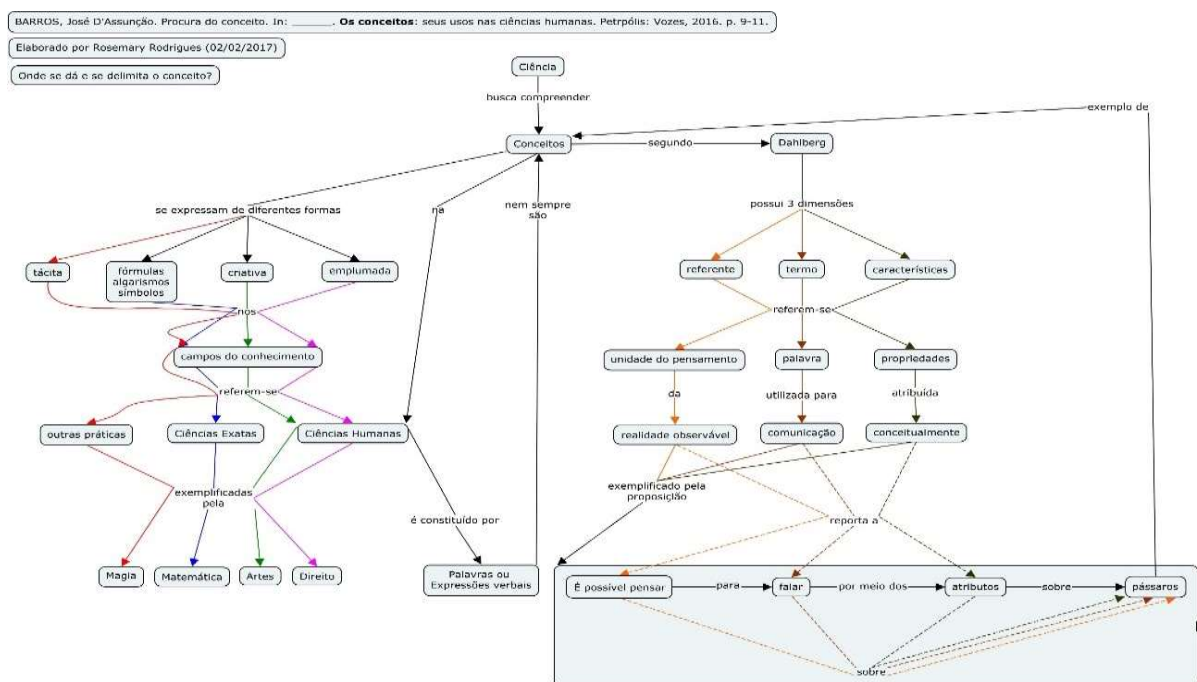 BARROS, José D'Assunção. Procura do conceito. In: ______. Os conceitos: seus usos nas ciências humanas. Petrpólis: Vozes, 2016. p. 9-11.
Elaborado por Rosemary Rodrigues (02/02/2017)
Onde se dá e se delimita o conceito?
Ciência
busca compreender
exemplo de
Conceitos
segundo
Dahlberg
se expressam de diferentes formas
na
nem sempre
são
possui 3 dimensões
tácita
fórmulas
algarismos
símbolos
criativa
emplumada
referente
termo
características
nos
referem-se
campos do conhecimento
unidade do pensamento
palavra
propriedades
referem-se
da
utilizada para
atribuída
outras práticas
Ciências Exatas
Ciências Humanas
realidade observável
comunicação
conceitualmente
exemplificadas
pela
exemplificado pela
proposição
é constituído por
reporta a
Magia
Matemática
Artes
Direito
Palavras ou
Expressões verbais
É possível pensar
para
falar
por meio dos
atributos
sobre
pássaros
sobre